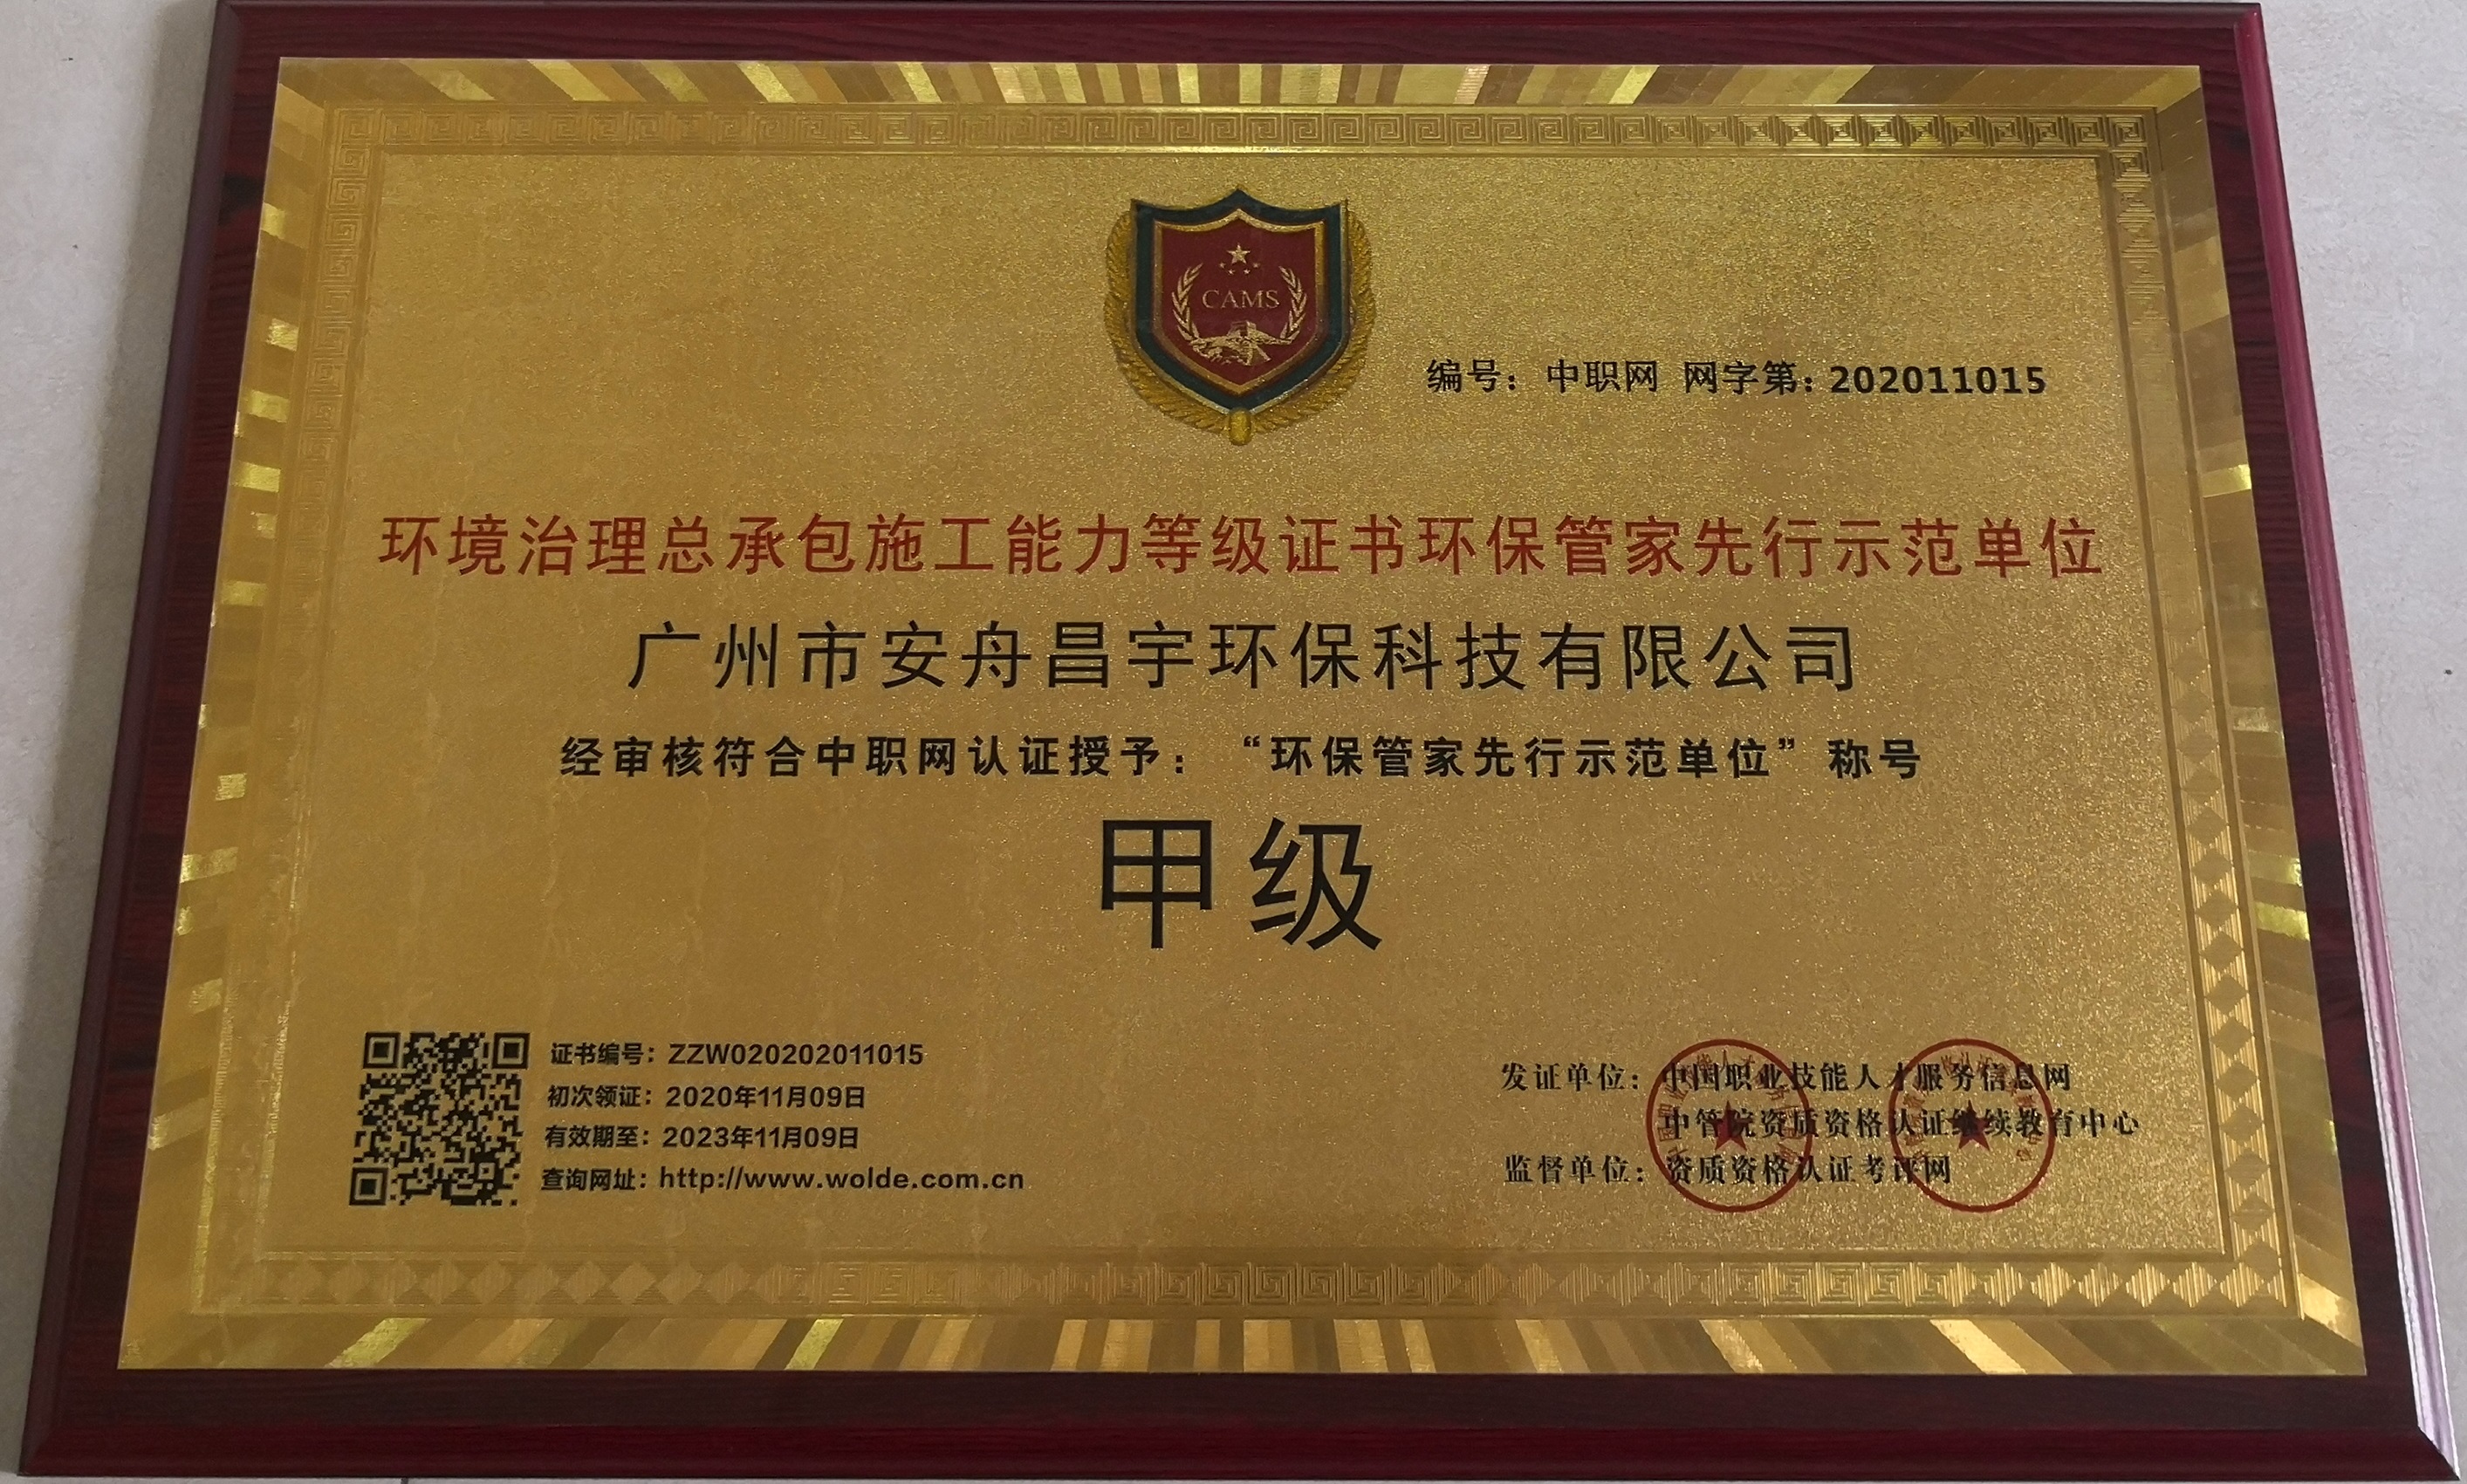 CAMS
编号：中职网 网字第：202011015
环境治理总承包施工能力等级证书环保管家先行示范单位
广州市安舟昌宇环保科技有限公司
经审核符合中职网认证授予：“环保管家先行示范单位”称号
甲级
证书编号：ZZW020202011015
初次领证：2020年11月09日
有效期至：2023年11月09日
查询网址：http://www.wolde.com.cn
发证单位：中国职业技能人才服务信息网
中管院资质资格认证继续教育中心
监督单位：资质资格认证考评网